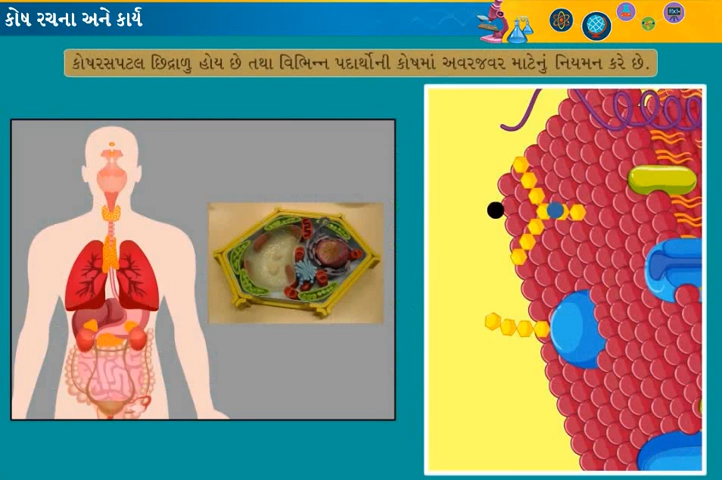 કોષ રચના અને કાર્ય
કોષરસપટલ છિદ્રાળુ હોય છે તથા વિભિન્ન પદાર્થોની કોષમાં અવરજવર માટેનું નિયમન કરે છે.